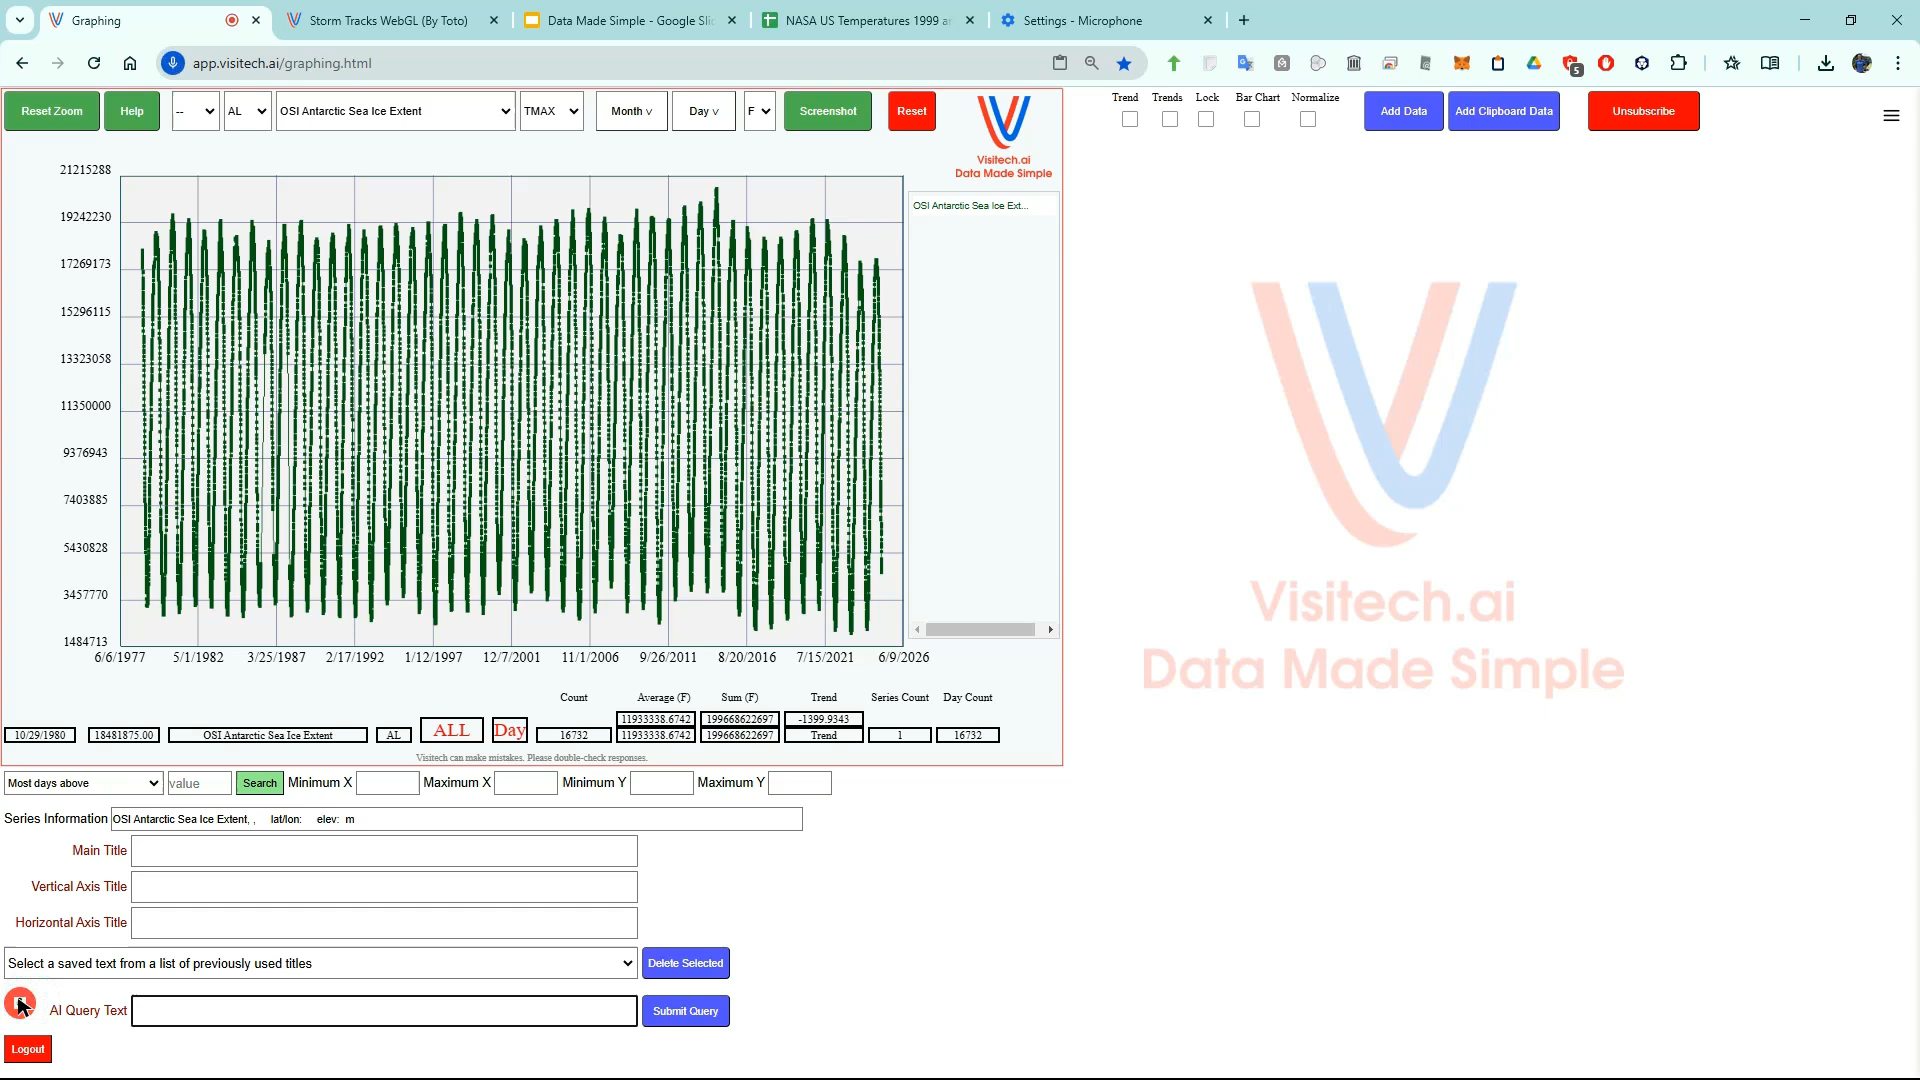 Graphing
Storm Tracks WebGL (By Toto)
Data Made Simple - Google Slic
NASA US Temperatures 1999 a
Settings - Microphone
app.visitech.ai/graphing.html
5
Reset Zoom
Help
--
AL
OSI Antarctic Sea Ice Extent
TMAX
Month v
Day v
F
Screenshot
Reset
Visitech.ai
Data Made Simple
Trend
Trends
Lock
Bar Chart
Normalize
Add Data
Add Clipboard Data
Unsubscribe
21215288
19242230
17269173
15296115
13323058
11350000
9376943
7403885
5430828
3457770
1484713
6/6/1977
5/1/1982
3/25/1987
2/17/1992
1/12/1997
12/7/2001
11/1/2006
9/26/2011
8/20/2016
7/15/2021
6/9/2026
OSI Antarctic Sea Ice Ext...
Visitech.ai
Data Made Simple
Count
Average (F)
Sum (F)
Trend
Series Count
Day Count
11933338.6742
199668622697
-1399.9343
10/29/1980
18481875.00
OSI Antarctic Sea Ice Extent
AL
ALL
Day
16732
11933338.6742
199668622697
Trend
1
16732
Visitech can make mistakes. Please double-check responses.
Most days above
value
Search
Minimum X
Maximum X
Minimum Y
Maximum Y
Series Information
OSI Antarctic Sea Ice Extent, , lat/lon: elev: m
Main Title
Vertical Axis Title
Horizontal Axis Title
Select a saved text from a list of previously used titles
Delete Selected
AI Query Text
Submit Query
Logout